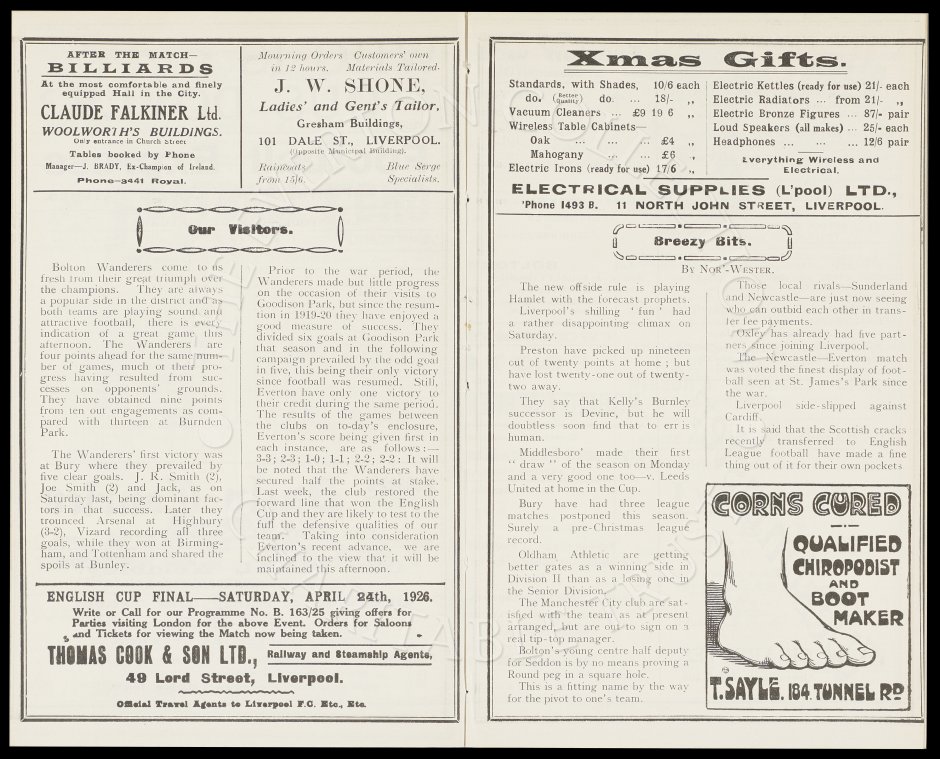 AFTER THE MATCH—
BILLIARDS
At the most comfortable and finely
equipped Hall in the City.
CLAUDE FALKINER Ltd.
WOOLWORTH'S BUILDINGS.
Only entrance in Church Street
Tables booked by Phone
Manager—J. BRADY, Ex-Champion of Ireland.
Phone—3441 Royal.
Mourning Orders Customers' own
in 12 hours. Materials Tailored.
J. W. SHONE,
Ladies' and Gent's Tailor,
Gresham Buildings,
101 DALE ST., LIVERPOOL.
(Opposite Municipal Building).
Raincoats Blue Serge
from 15/6. Specialists.
Our Visitors.
Bolton Wanderers come to us
fresh from their great triumph over
the champions. They are always
a popular side in the district and as
both teams are playing sound and
attractive football, there is every
indication of a great game this
afternoon. The Wanderers are
four points ahead for the same num-
ber of games, much of their pro-
gress having resulted from suc-
cesses on opponents' grounds.
They have obtained nine points
from ten out engagements as com-
pared with thirteen at Burnden
Park.
The Wanderers' first victory was
at Bury where they prevailed by
five clear goals. J. R. Smith (2),
Joe Smith (2) and Jack, as on
Saturday last, being dominant fac-
tors in that success. Later they
trounced Arsenal at Highbury
(3-2), Vizard recording all three
goals, while they won at Birming-
ham, and Tottenham and shared the
spoils at Bunley.
Prior to the war period, the
Wanderers made but little progress
on the occasion of their visits to
Goodison Park, but since the resum-
tion in 1919-20 they have enjoyed a
good measure of success. They
divided six goals at Goodison Park
that season and in the following
campaign prevailed by the odd goal
in five, this being their only victory
since football was resumed. Still,
Everton have only one victory to
their credit during the same period.
The results of the games between
the clubs on to-day's enclosure,
Everton's score being given first in
each instance, are as follows :—
3-3 ; 2-3 ; 1-0 ; 1-1 ; 2-2 ; 2-2 : It will
be noted that the Wanderers have
secured half the points at stake.
Last week, the club restored the
forward line that won the English
Cup and they are likely to test to the
full the defensive qualities of our
team. Taking into consideration
Everton's recent advance, we are
inclined to the view that it will be
maintained this afternoon.
ENGLISH CUP FINAL—SATURDAY, APRIL 24th, 1926.
Write or Call for our Programme No. B. 163/25 giving offers for
Parties visiting London for the above Event. Orders for Saloons
and Tickets for viewing the Match now being taken.
THOMAS COOK & SON LTD., Railway and Steamship Agents,
49 Lord Street, Liverpool.
Official Travel Agents to Liverpool F.C. Etc., Etc.
Xmas Gifts.
Standards, with Shades, 10/6 each
do. (Better Quality) do. ... 18/- ,,
Vacuum Cleaners ... £9 19 6 ,,
Wireless Table Cabinets—
Oak ... ... ... £4 ,,
Mahogany ... ... £6 ,,
Electric Irons (ready for use) 17/6 ,,
Electric Kettles (ready for use) 21/- each
Electric Radiators ... from 21/- ,,
Electric Bronze Figures ... 87/- pair
Loud Speakers (all makes) ... 25/- each
Headphones ... ... ... 12/6 pair
Everything Wireless and
Electrical.
ELECTRICAL SUPPLIES (L'pool) LTD.,
'Phone 1493 B. 11 NORTH JOHN STREET, LIVERPOOL.
Breezy Bits.
By Nor'-Wester.
The new offside rule is playing
Hamlet with the forecast prophets.
Liverpool's shilling ' fun ' had
a rather disappointing climax on
Saturday.
Preston have picked up nineteen
out of twenty points at home ; but
have lost twenty-one out of twenty-
two away.
They say that Kelly's Burnley
successor is Devine, but he will
doubtless soon find that to err is
human.
Middlesboro' made their first
“ draw ” of the season on Monday
and a very good one too—v. Leeds
United at home in the Cup.
Bury have had three league
matches postponed this season.
Surely a pre-Christmas league
record.
Oldham Athletic are getting
better gates as a winning side in
Division II than as a losing one in
the Senior Division.
The Manchester City club are sat-
isfied with the team as at present
arranged, but are out to sign on a
real tip-top manager.
Bolton's young centre half deputy
for Seddon is by no means proving a
Round peg in a square hole.
This is a fitting name by the way
for the pivot to one's team.
Those local rivals—Sunderland
and Newcastle—are just now seeing
who can outbid each other in trans-
fer fee payments.
Oxley has already had five part-
ners since joining Liverpool.
The Newcastle—Everton match
was voted the finest display of foot-
ball seen at St. James's Park since
the war.
Liverpool side-slipped against
Cardiff.
It is said that the Scottish cracks
recently transferred to English
League football have made a fine
thing out of it for their own pockets
CORNS CURED
QUALIFIED
CHIROPODIST
AND
BOOT
MAKER
T. SAYLE. 184. TUNNEL RD